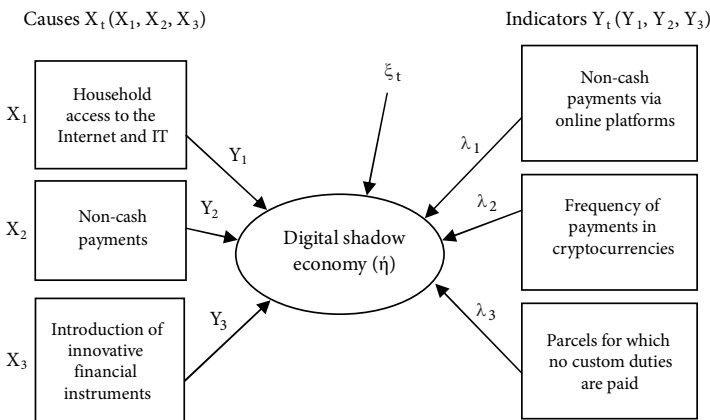 Causes X_t (X_1, X_2, X_3)
Indicators Y_t (Y_1, Y_2, Y_3)
X_1
Household
access to the
Internet and IT
X_2
Non-cash
payments
X_3
Introduction of
innovative
financial
instruments
Y_1
Y_2
Y_3
ξ_t
Digital shadow
economy (ή)
λ_1
λ_2
λ_3
Non-cash
payments via
online platforms
Frequency of
payments in
cryptocurrencies
Parcels for which
no custom duties
are paid